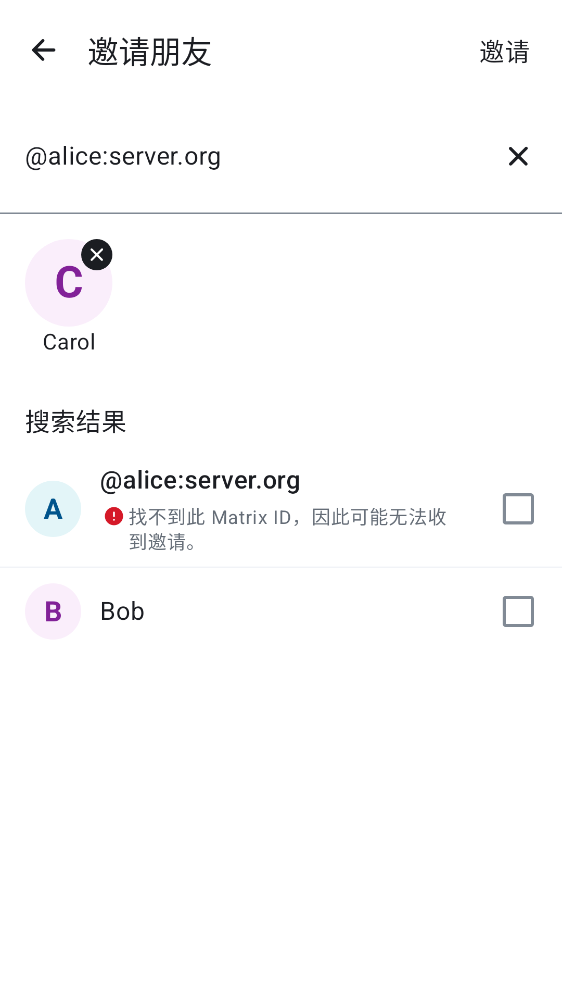 邀请朋友
邀请
@alice:server.org
C
Carol
搜索结果
A
@alice:server.org
找不到此 Matrix ID，因此可能无法收
到邀请。
B
Bob